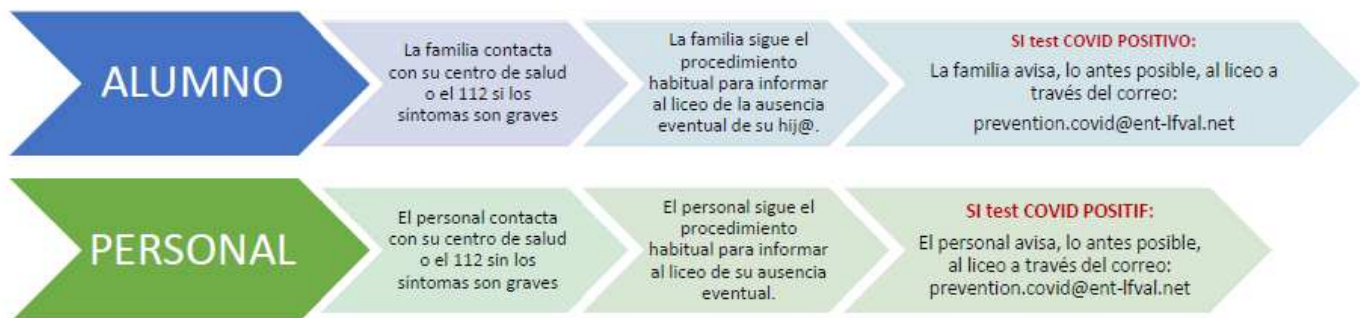 ALUMNO
La familia contacta
con su centro de salud
o el 112 si los
síntomas son graves
La familia sigue el
procedimiento
habitual para informar
al liceo de la ausencia
eventual de su hij@.
SI test COVID POSITIVO:
La familia avisa, lo antes posible, al liceo a
través del correo:
prevention.covid@ent-lfval.net
PERSONAL
El personal contacta
con su centro de salud
o el 112 sin los
síntomas son graves
El personal sigue el
procedimiento
habitual para informar
al liceo de su ausencia
eventual.
SI test COVID POSITIF:
El personal avisa, lo antes posible,
al liceo a través del correo:
prevention.covid@ent-lfval.net